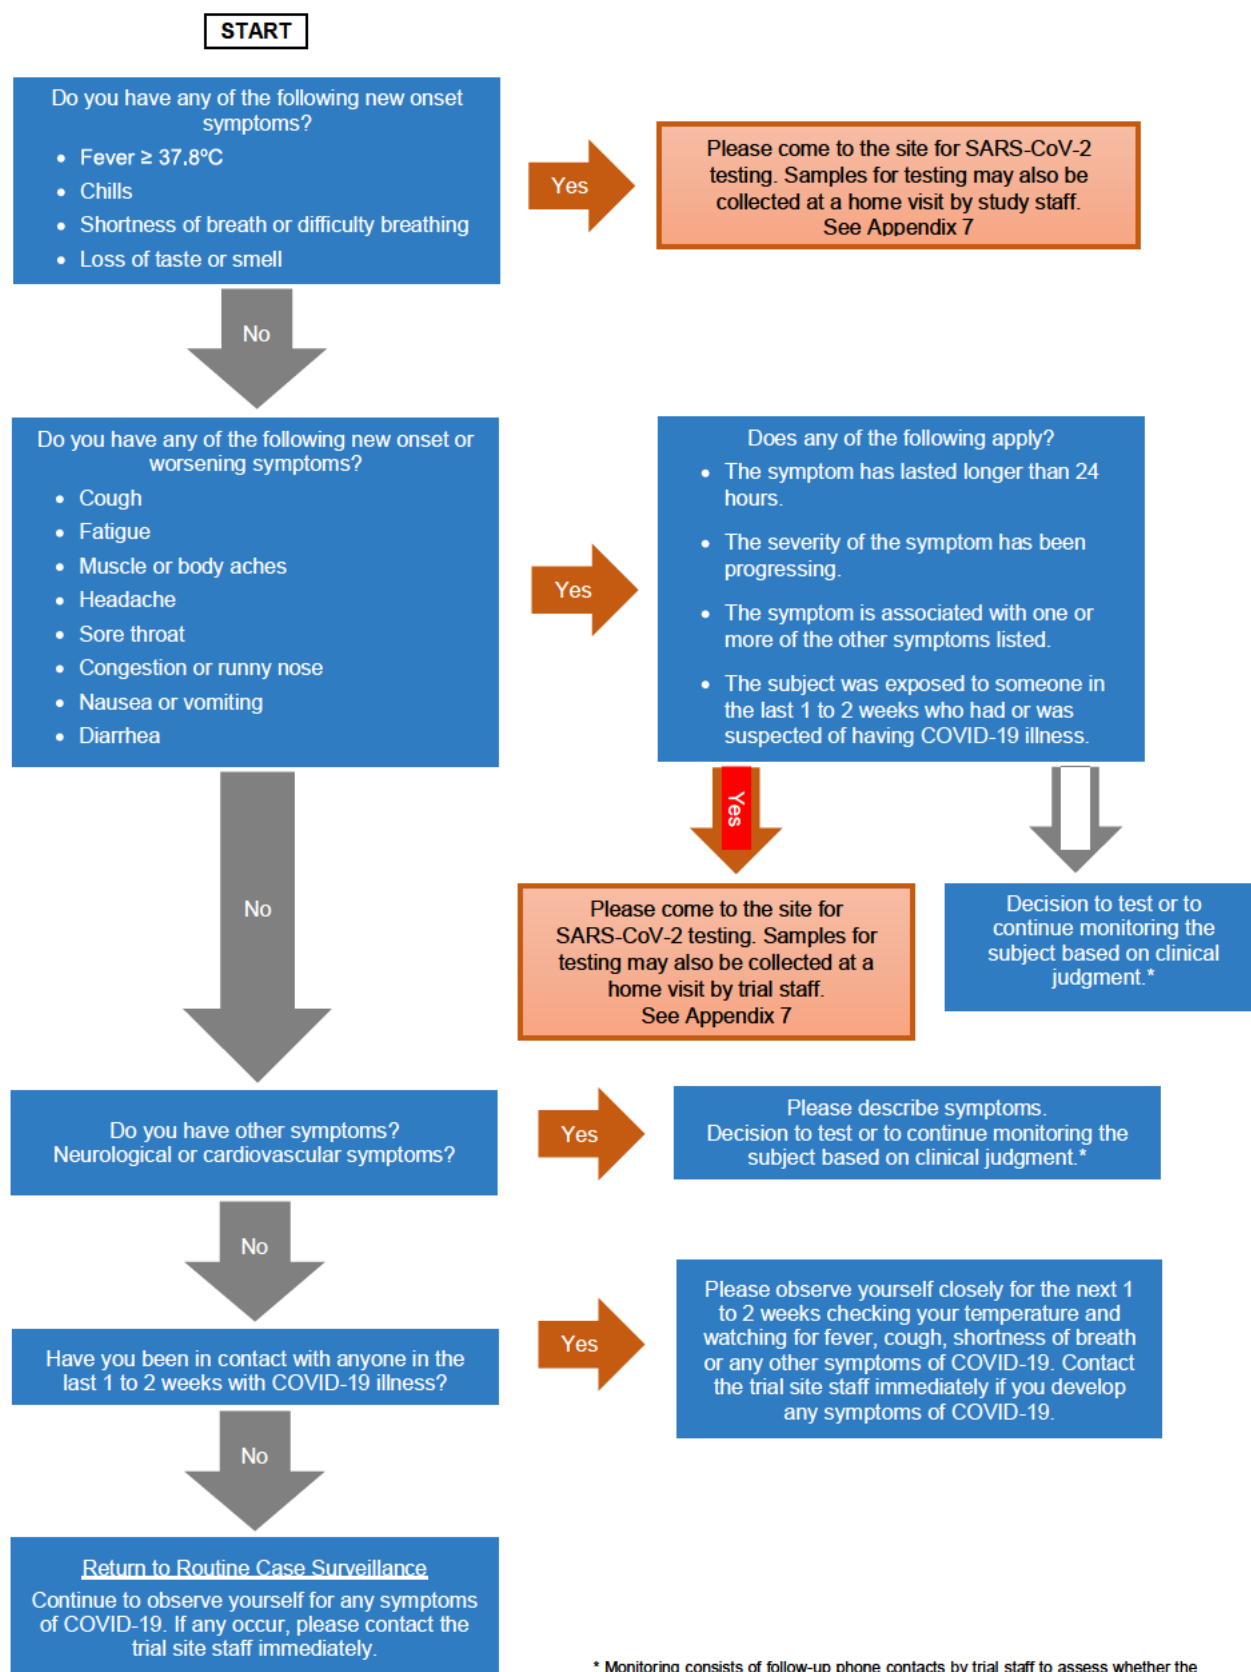 START
Do you have any of the following new onset
symptoms?
• Fever ≥ 37.8ºC
• Chills
• Shortness of breath or difficulty breathing
• Loss of taste or smell
Yes
Please come to the site for SARS-CoV-2
testing. Samples for testing may also be
collected at a home visit by study staff.
See Appendix 7
No
Do you have any of the following new onset or
worsening symptoms?
• Cough
• Fatigue
• Muscle or body aches
• Headache
• Sore throat
• Congestion or runny nose
• Nausea or vomiting
• Diarrhea
Yes
Does any of the following apply?
• The symptom has lasted longer than 24
hours.
• The severity of the symptom has been
progressing.
• The symptom is associated with one or
more of the other symptoms listed.
• The subject was exposed to someone in
the last 1 to 2 weeks who had or was
suspected of having COVID-19 illness.
Yes
Please come to the site for
SARS-CoV-2 testing. Samples for
testing may also be collected at a
home visit by trial staff.
See Appendix 7
Decision to test or to
continue monitoring the
subject based on clinical
judgment.*
No
Do you have other symptoms?
Neurological or cardiovascular symptoms?
Yes
Please describe symptoms.
Decision to test or to continue monitoring the
subject based on clinical judgment.*
No
Have you been in contact with anyone in the
last 1 to 2 weeks with COVID-19 illness?
Yes
Please observe yourself closely for the next 1
to 2 weeks checking your temperature and
watching for fever, cough, shortness of breath
or any other symptoms of COVID-19. Contact
the trial site staff immediately if you develop
any symptoms of COVID-19.
No
Return to Routine Case Surveillance
Continue to observe yourself for any symptoms
of COVID-19. If any occur, please contact the
trial site staff immediately.
* Monitoring consists of follow-up phone contacts by trial staff to assess whether the